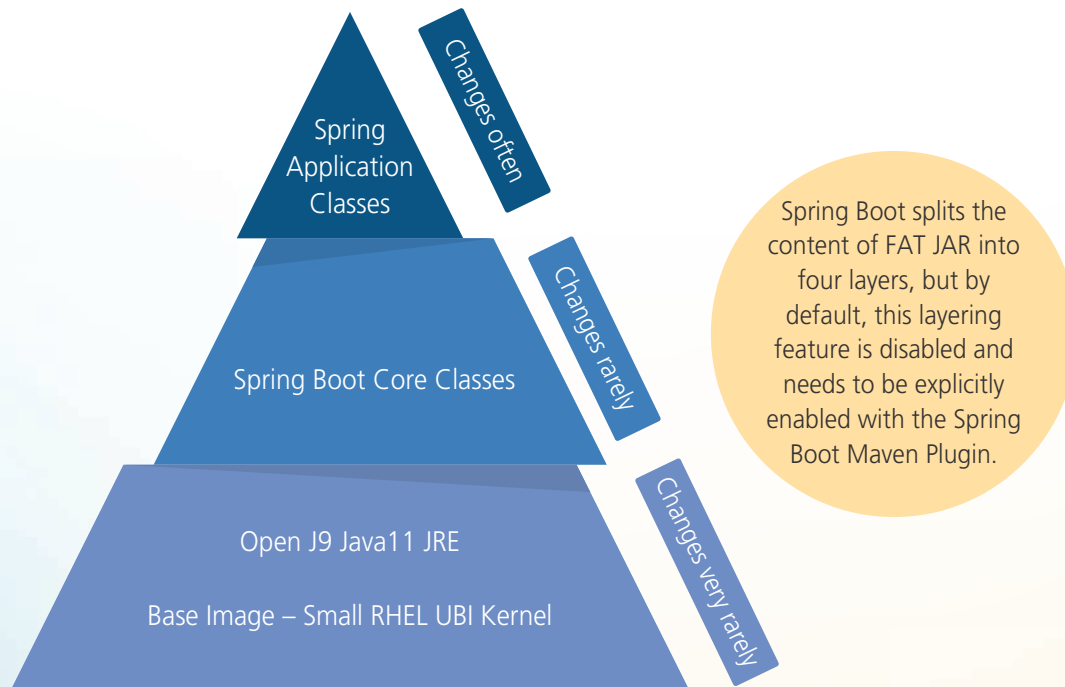 Spring
Application
Classes
Changes often
Spring Boot Core Classes
Changes rarely
Open J9 Java11 JRE
Base Image – Small RHEL UBI Kernel
Changes very rarely
Spring Boot splits the
content of FAT JAR into
four layers, but by
default, this layering
feature is disabled and
needs to be explicitly
enabled with the Spring
Boot Maven Plugin.